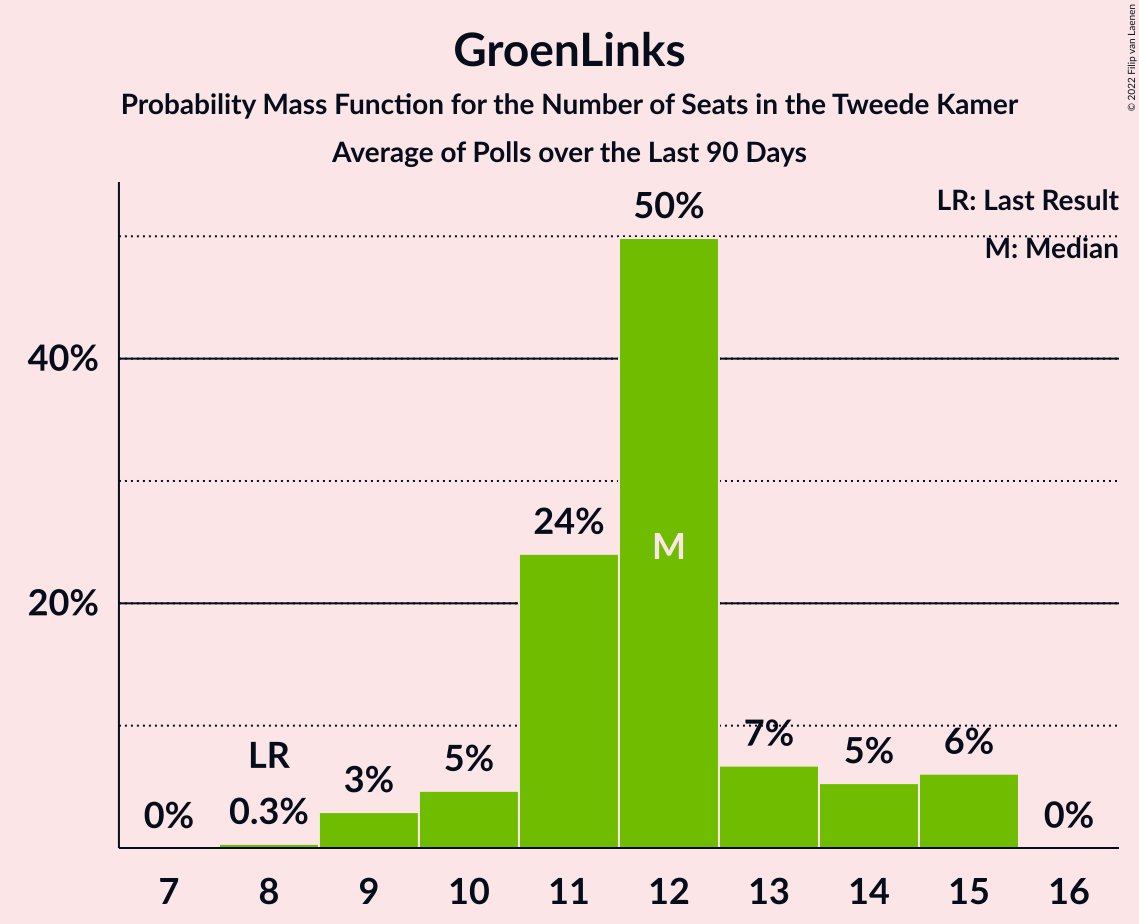 GroenLinks
Probability Mass Function for the Number of Seats in the Tweede Kamer
Average of Polls over the Last 90 Days
© 2022 Filip van Laenen
LR: Last Result
M: Median
50%
40%
24%
M
20%
7%
6%
5%
LR
5%
3%
0.3%
0%
0%
7 8 9 10 11 12 13 14 15 16